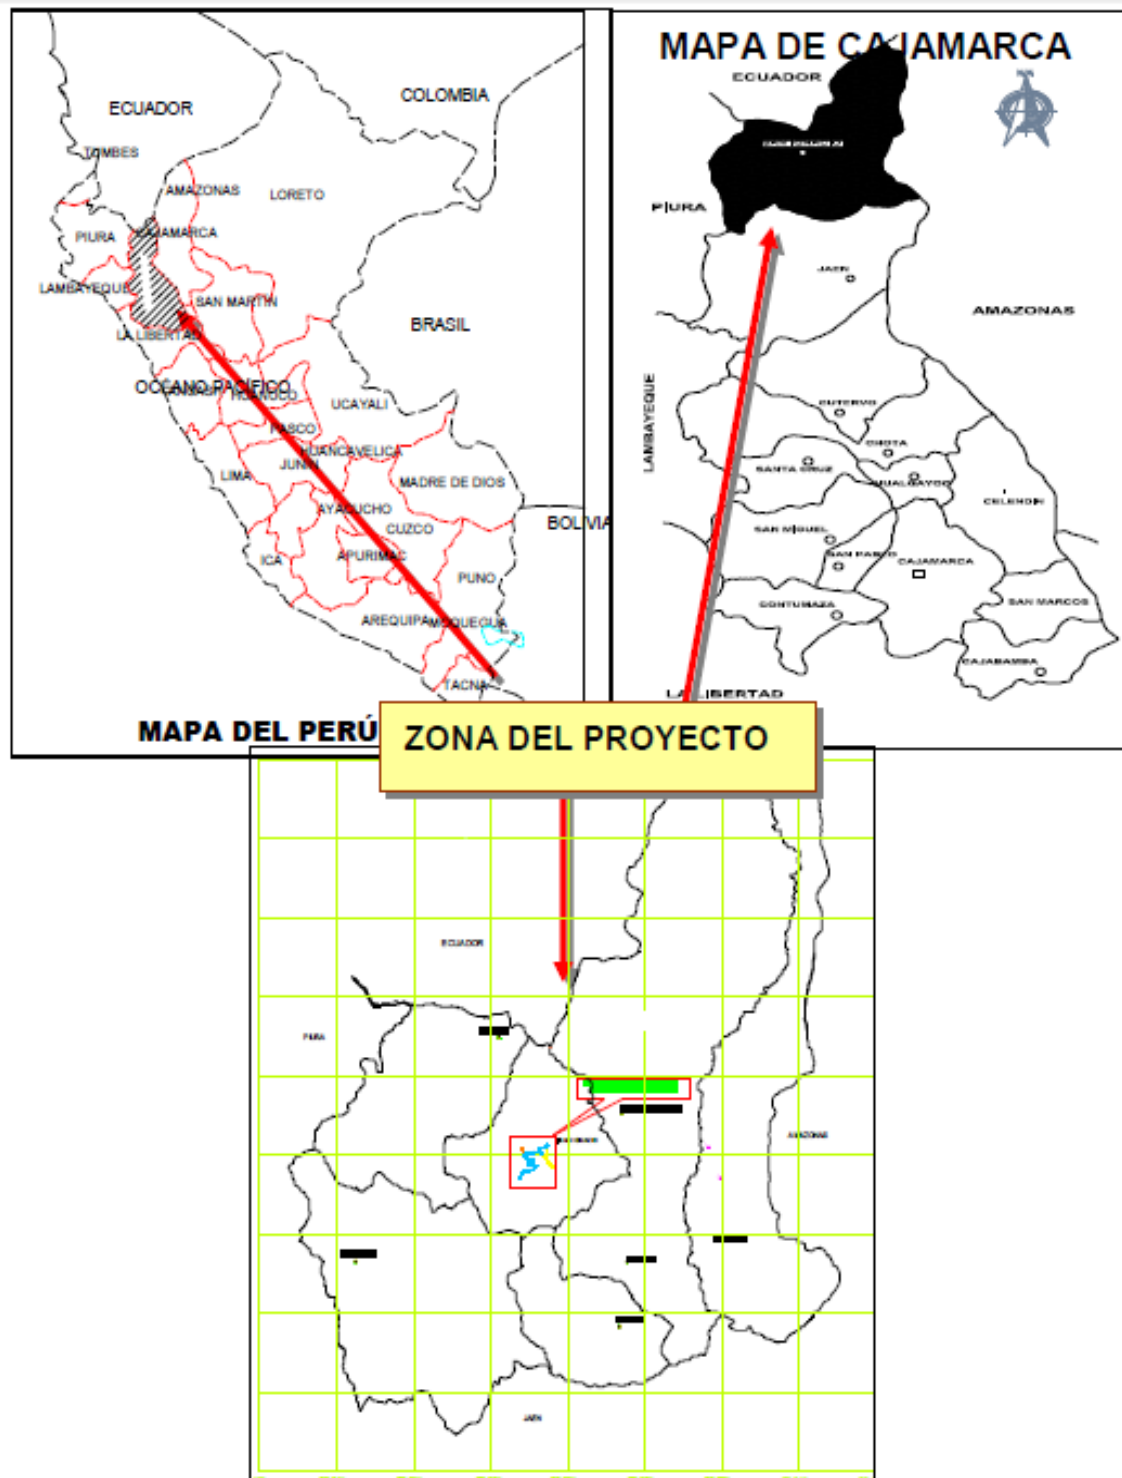 ECUADOR
COLOMBIA
TUMBES
AMAZONAS
LORETO
PIURA
CAJAMARCA
LAMBAYEQUE
SAN MARTIN
LA LIBERTAD
BRASIL
OCÉANO PACÍFICO
HUANUCO
UCAYALI
PASCO
HUANCAVELICA
JUNIN
LIMA
MADRE DE DIOS
AYACUCHO
CUZCO
BOLIVIA
ICA
APURIMAC
PUNO
AREQUIPA
MOQUEGUA
TACNA
MAPA DEL PERÚ
MAPA DE CAJAMARCA
ECUADOR
PIURA
JAEN
AMAZONAS
LAMBAYEQUE
CUTERVO
CHOTA
SANTA CRUZ
HUALGAYOC
CELENDIN
SAN MIGUEL
SAN PABLO
CAJAMARCA
CONTUMAZA
SAN MARCOS
CAJABAMBA
LA LIBERTAD
ZONA DEL PROYECTO
ECUADOR
PIURA
AMAZONAS
JAEN